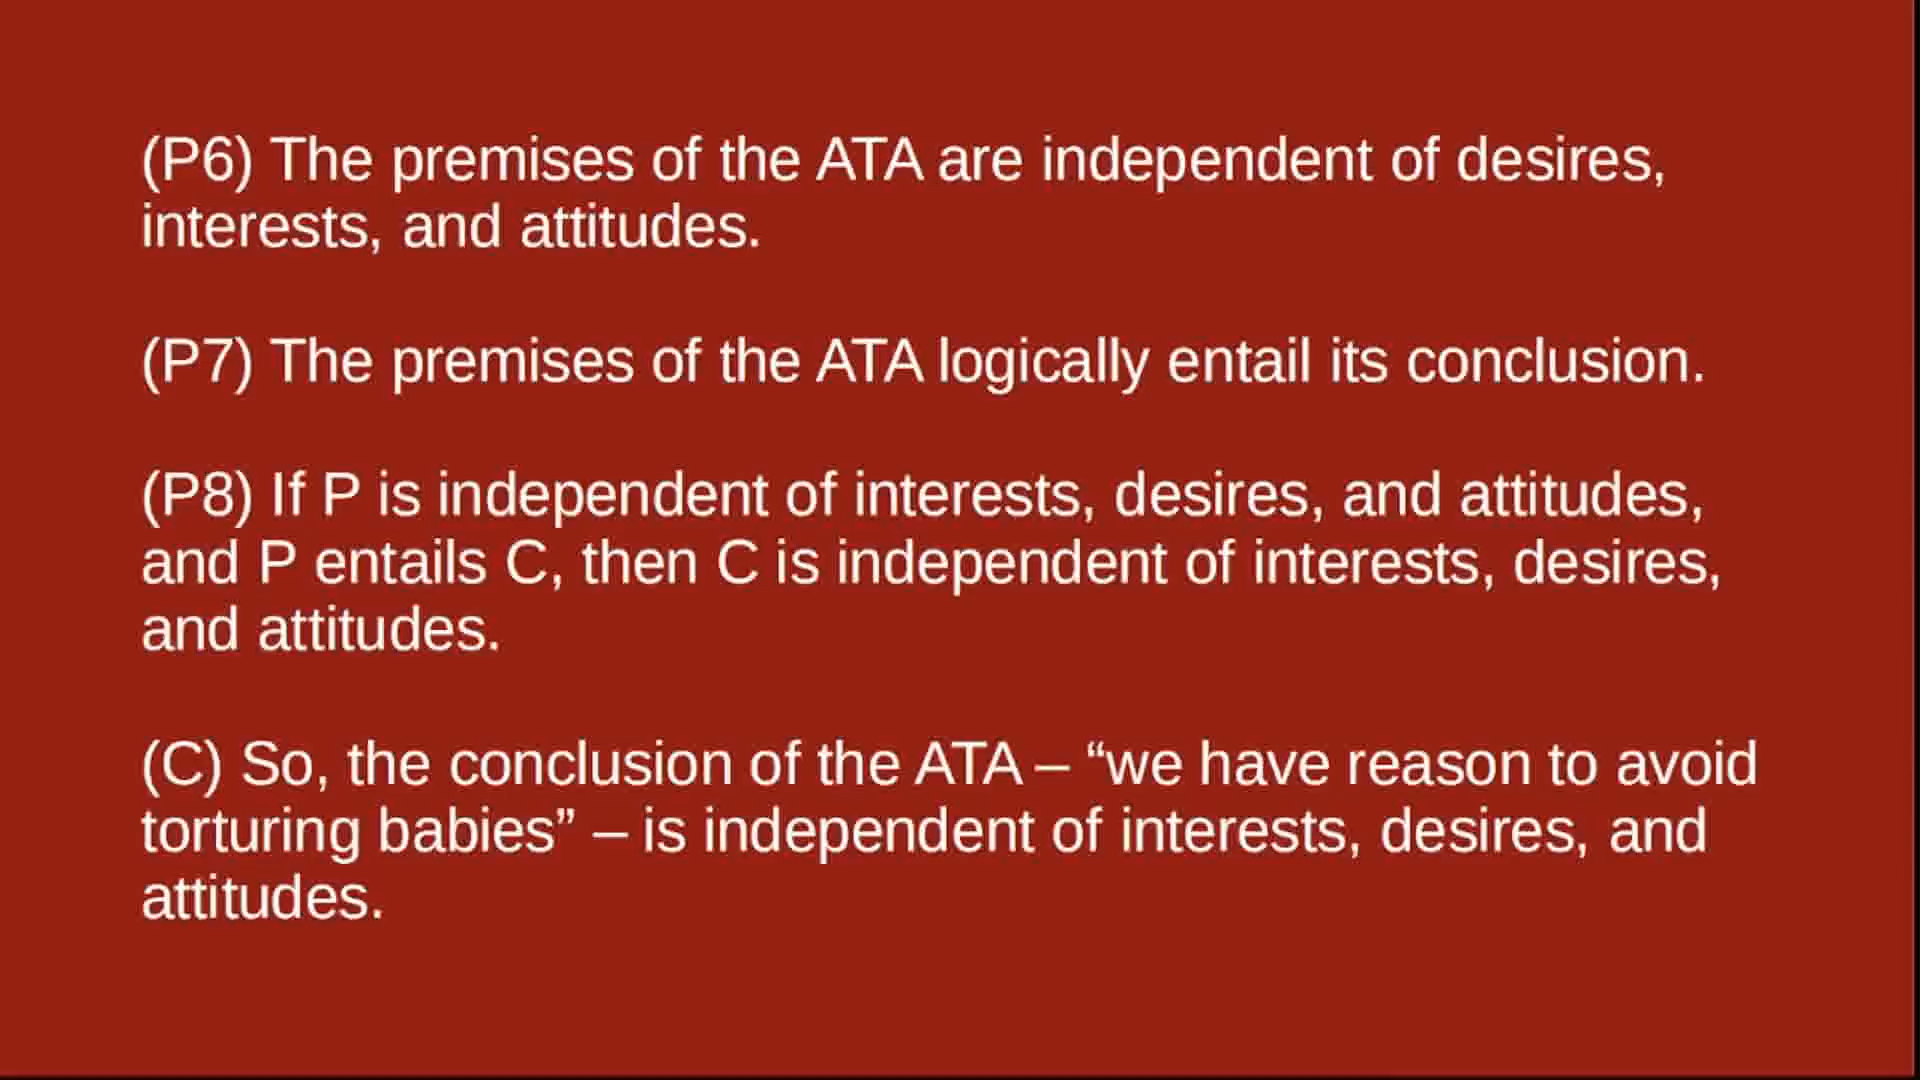 (P6) The premises of the ATA are independent of desires,
interests, and attitudes.
(P7) The premises of the ATA logically entail its conclusion.
(P8) If P is independent of interests, desires, and attitudes,
and P entails C, then C is independent of interests, desires,
and attitudes.
(C) So, the conclusion of the ATA – “we have reason to avoid
torturing babies” – is independent of interests, desires, and
attitudes.